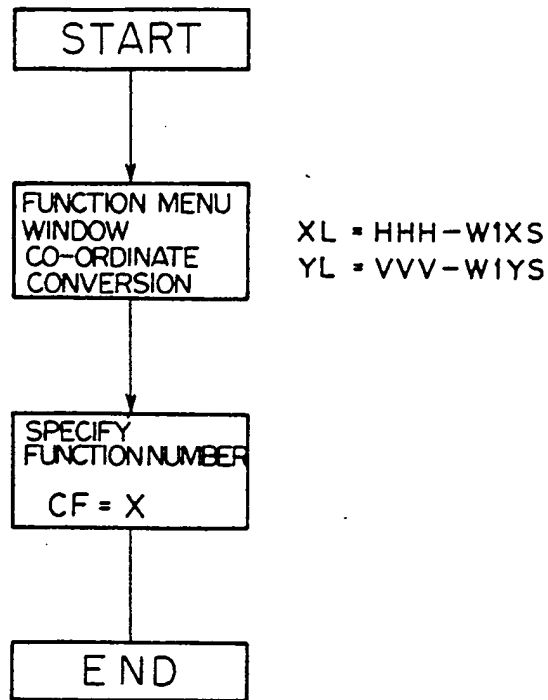 START
FUNCTION MENU
WINDOW
CO-ORDINATE
CONVERSION
XL = HHH-W1XS
YL = VVV-W1YS
SPECIFY
FUNCTION NUMBER
CF = X
END